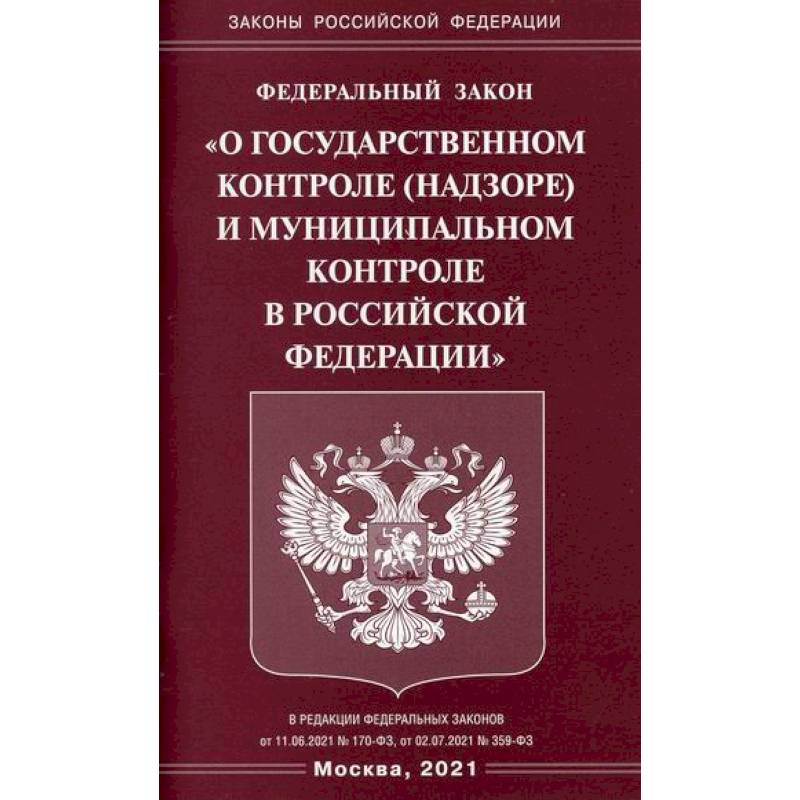 ЗАКОНЫ РОССИЙСКОЙ ФЕДЕРАЦИИ
ФЕДЕРАЛЬНЫЙ ЗАКОН
«О ГОСУДАРСТВЕННОМ
КОНТРОЛЕ (НАДЗОРЕ)
И МУНИЦИПАЛЬНОМ
КОНТРОЛЕ
В РОССИЙСКОЙ
ФЕДЕРАЦИИ»
В РЕДАКЦИИ ФЕДЕРАЛЬНЫХ ЗАКОНОВ
от 11.06.2021 № 170-ФЗ, от 02.07.2021 № 359-ФЗ
Москва, 2021